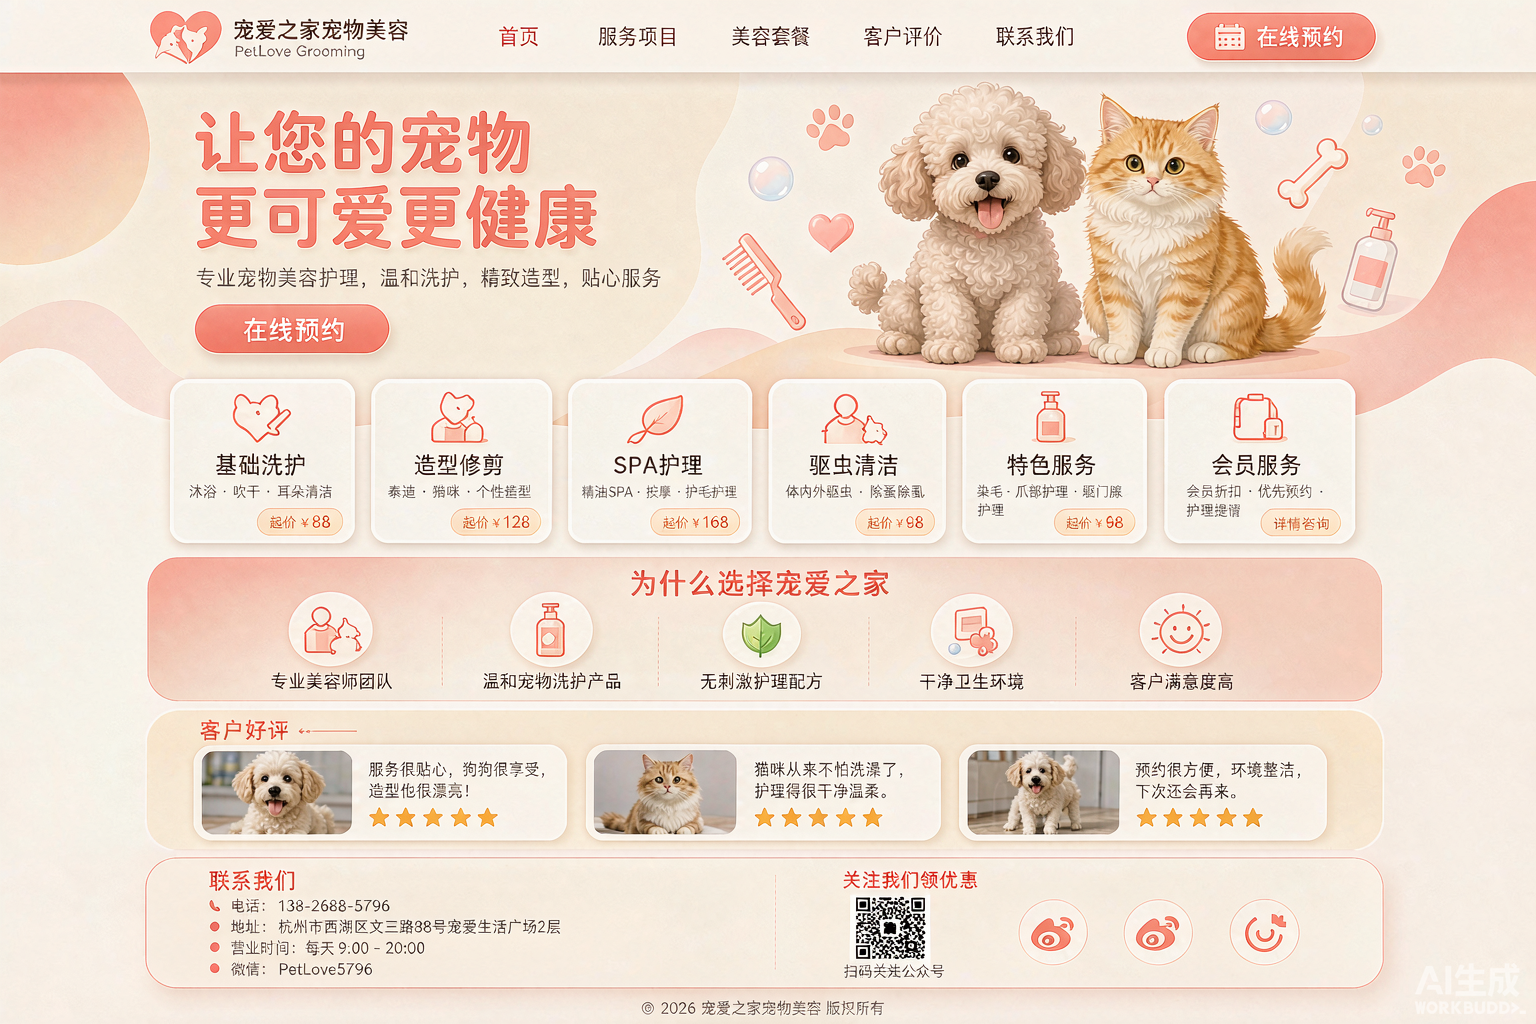 宠爱之家宠物美容
PetLove Grooming
首页
服务项目
美容套餐
客户评价
联系我们
在线预约
让您的宠物
更可爱更健康
专业宠物美容护理，温和洗护，精致造型，贴心服务
在线预约
基础洗护
沐浴 · 吹干 · 耳朵清洁
起价 ¥88
造型修剪
泰迪 · 猫咪 · 个性造型
起价 ¥128
SPA护理
精油SPA · 按摩 · 护毛护理
起价 ¥168
驱虫清洁
体内外驱虫 · 除蚤除虱
起价 ¥98
特色服务
染毛 · 爪部护理 ·
护理
起价 ¥98
会员服务
会员折扣 · 优先预约 ·
护理提醒
详情咨询
为什么选择宠爱之家
专业美容师团队
温和宠物洗护产品
无刺激护理配方
干净卫生环境
客户满意度高
客户好评
服务很贴心，狗狗很享受，
造型也很漂亮！
猫咪从来不怕洗澡了，
护理得很干净温柔。
预约很方便，环境整洁，
下次还会再来。
联系我们
电话： 138-2688-5796
地址： 杭州市西湖区文三路88号宠爱生活广场2层
营业时间：每天 9:00 - 20:00
微信： PetLove5796
关注我们领优惠
扫码关注公众号
© 2026 宠爱之家宠物美容 版权所有
AI生成
WORKBUDDY